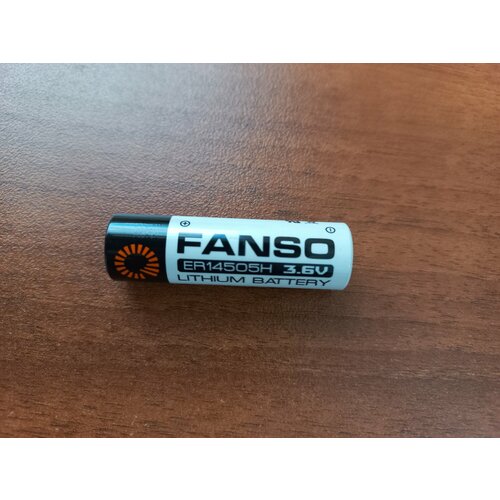 FANSO
ER14505H 3.6V
LITHIUM BATTERY